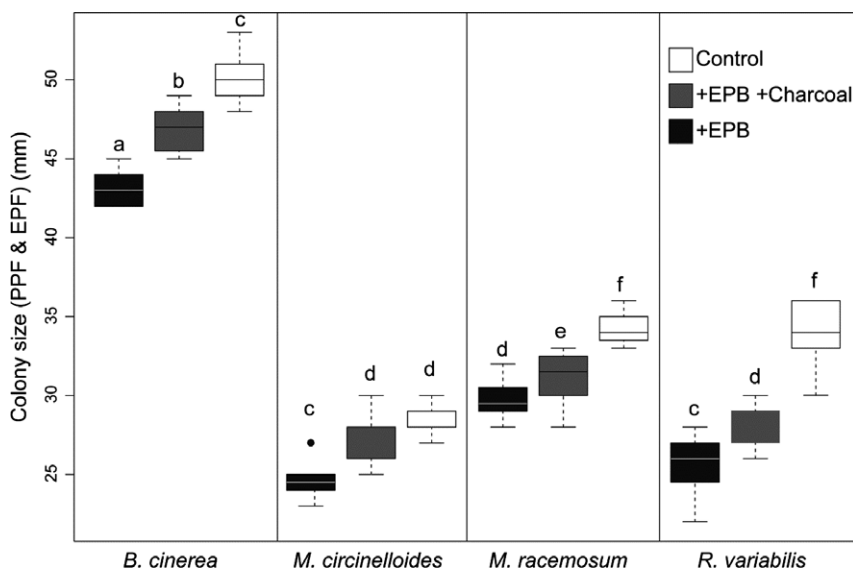 Colony size (PPF & EPF) (mm)
50
45
40
35
30
25
a
b
c
c
d
d
d
e
f
c
d
f
Control
+EPB +Charcoal
+EPB
B. cinerea
M. circinelloides
M. racemosum
R. variabilis